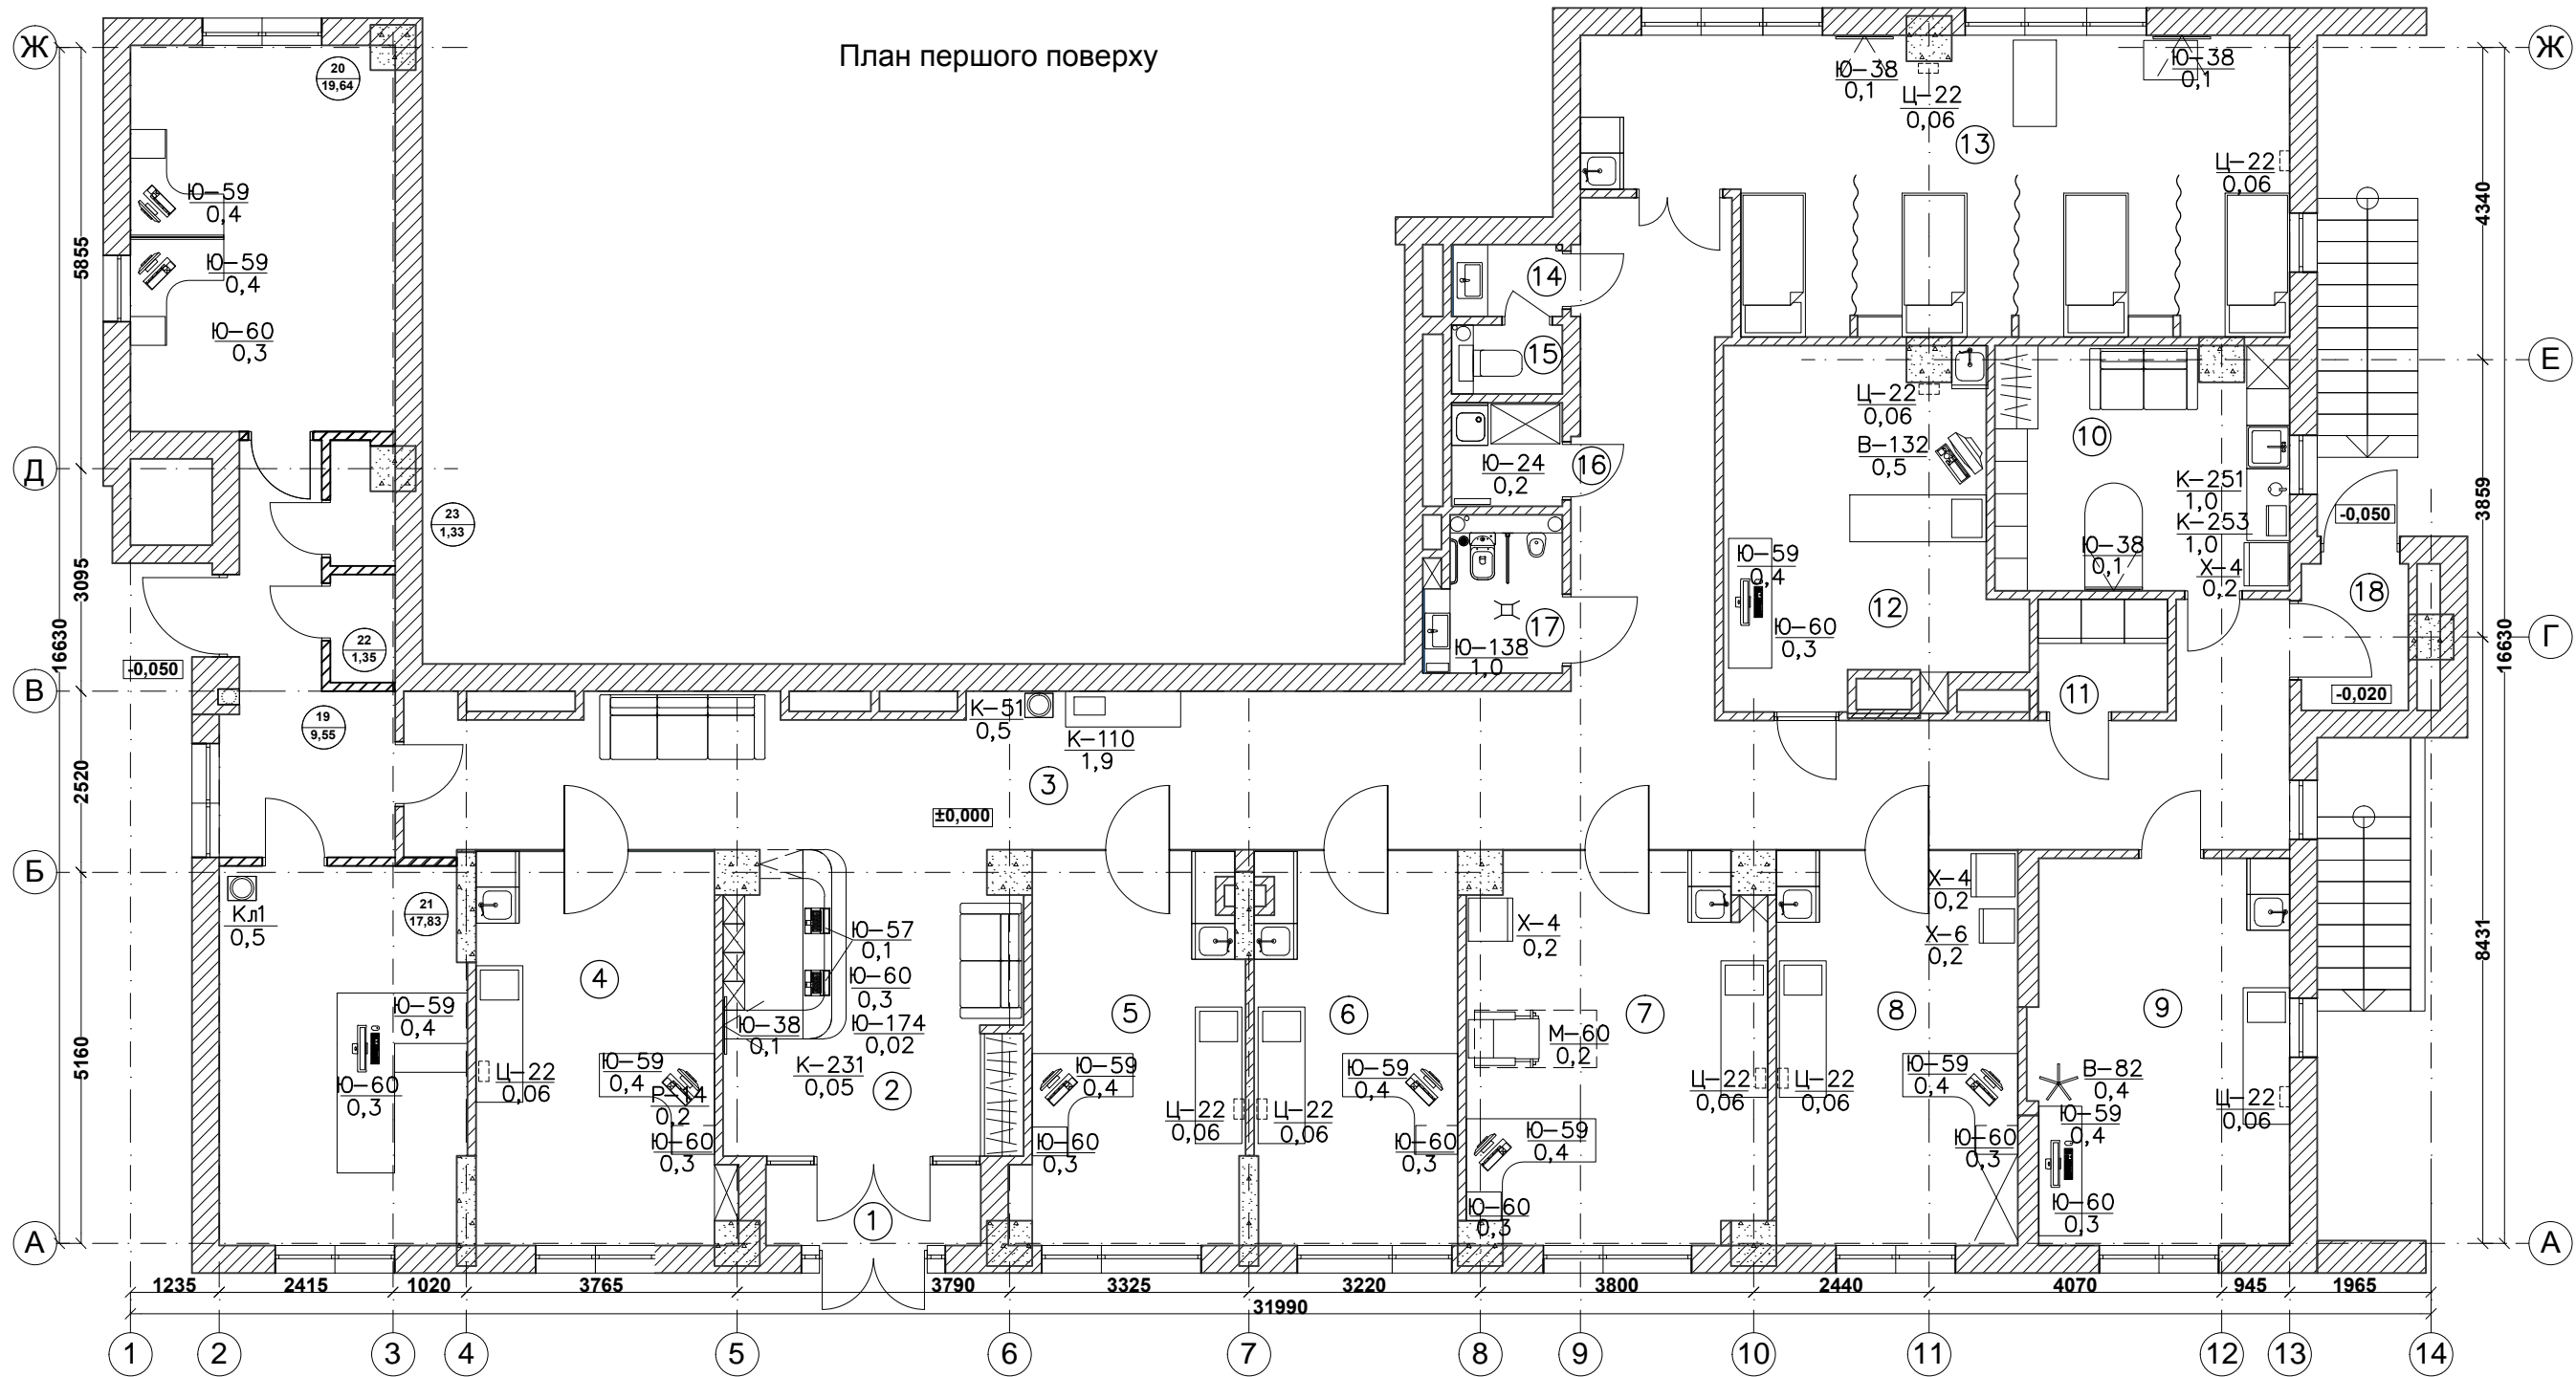 План першого поверху
Ж
Ж
20
19,64
Ю-38
0,1
Ю-38
0,1
Ц-22
0,06
13
Ц-22
0,06
Ю-59
0,4
Ю-59
0,4
Ю-60
0,3
5855
4340
14
15
Е
Ц-22
0,06
В-132
0,5
10
Д
Ю-24
0,2
16
К-251
1,0
К-253
1,0
Х-4
0,2
-0,050
3859
23
1,33
Ю-38
0,1
Ю-59
0,4
12
Ю-60
0,3
18
3095
16630
22
1,35
17
Ю-138
1,0
Г
16630
-0,050
В
-0,020
11
19
9,55
К-51
0,5
К-110
1,9
3
2520
±0,000
Б
Кл1
0,5
21
17,83
4
Ю-57
0,1
Ю-60
0,3
Ю-174
0,02
Ю-38
0,1
К-231
0,05
2
Х-4
0,2
Х-4
0,2
Х-6
0,2
8431
5
6
7
8
9
Ю-59
0,4
Ю-60
0,3
Ц-22
0,06
Ю-59
0,4
Р-14
0,2
Ю-60
0,3
Ю-59
0,4
Ц-22
0,06
Ю-60
0,3
Ц-22
0,06
Ю-59
0,4
Ю-60
0,3
М-60
0,2
Ц-22
0,06
Ю-59
0,4
Ю-60
0,3
Ц-22
0,06
Ю-59
0,4
Ю-60
0,3
В-82
0,4
Ю-59
0,4
Ц-22
0,06
Ю-60
0,3
5160
1
А
А
1235
2415
1020
3765
3790
3325
3220
3800
2440
4070
945
1965
31990
1
2
3
4
5
6
7
8
9
10
11
12
13
14